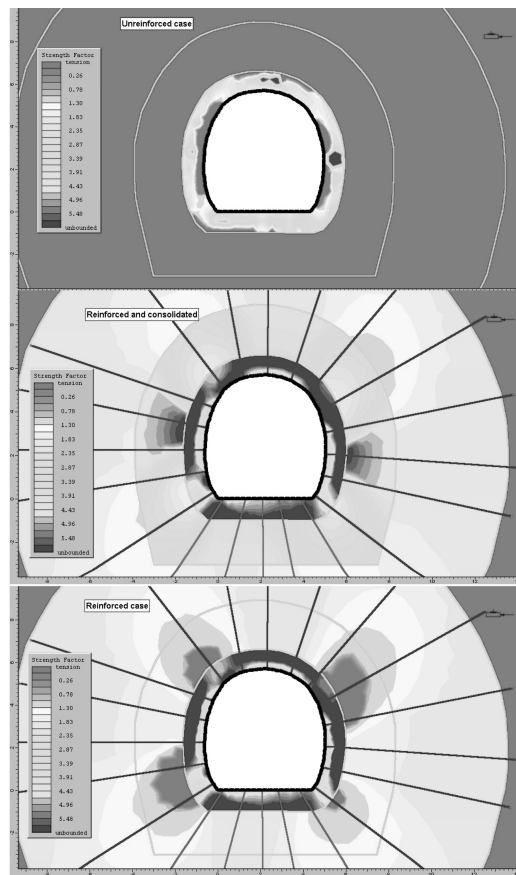 Unreinforced case
Strength Factor
tension
0.26
0.78
1.30
1.83
2.35
2.87
3.39
3.91
4.43
4.96
5.48
unbounded
Reinforced and consolidated
Strength Factor
tension
0.26
0.78
1.30
1.83
2.35
2.87
3.39
3.91
4.43
4.96
5.48
unbounded
Reinforced case
Strength Factor
tension
0.26
0.78
1.30
1.83
2.35
2.87
3.39
3.91
4.43
4.96
5.48
unbounded